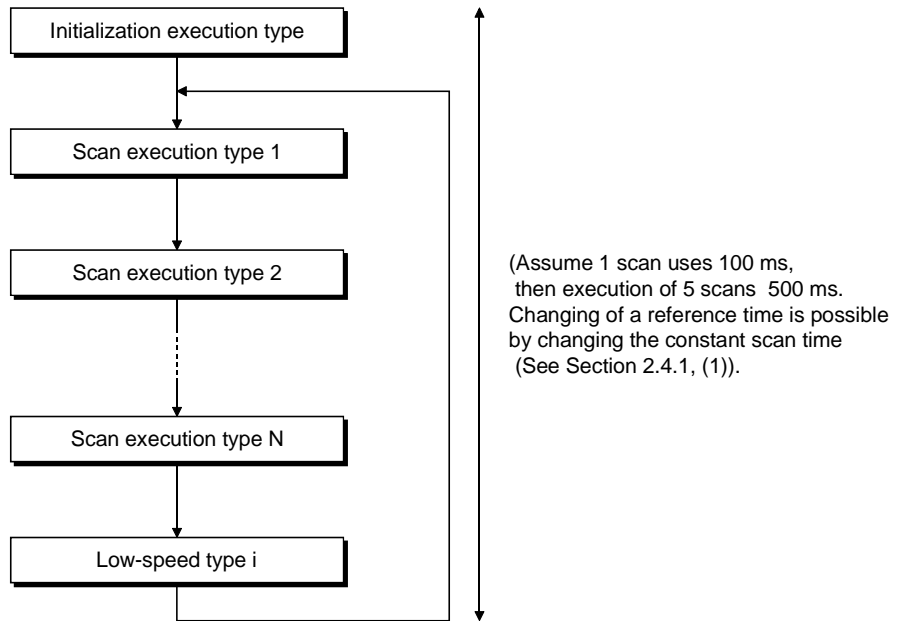 Initialization execution type
Scan execution type 1
Scan execution type 2
Scan execution type N
Low-speed type i
(Assume 1 scan uses 100 ms,
then execution of 5 scans 500 ms.
Changing of a reference time is possible
by changing the constant scan time
(See Section 2.4.1, (1)).